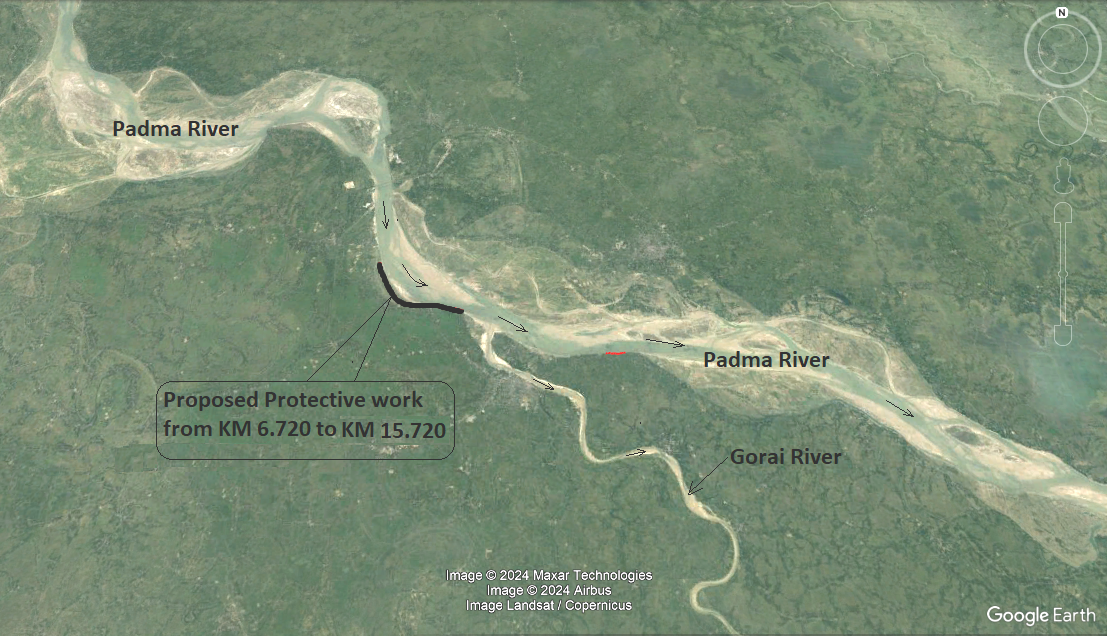 N
Padma River
Padma River
Proposed Protective work
from KM 6.720 to KM 15.720
Gorai River
Image © 2024 Maxar Technologies
Image © 2024 Airbus
Image Landsat / Copernicus
Google Earth